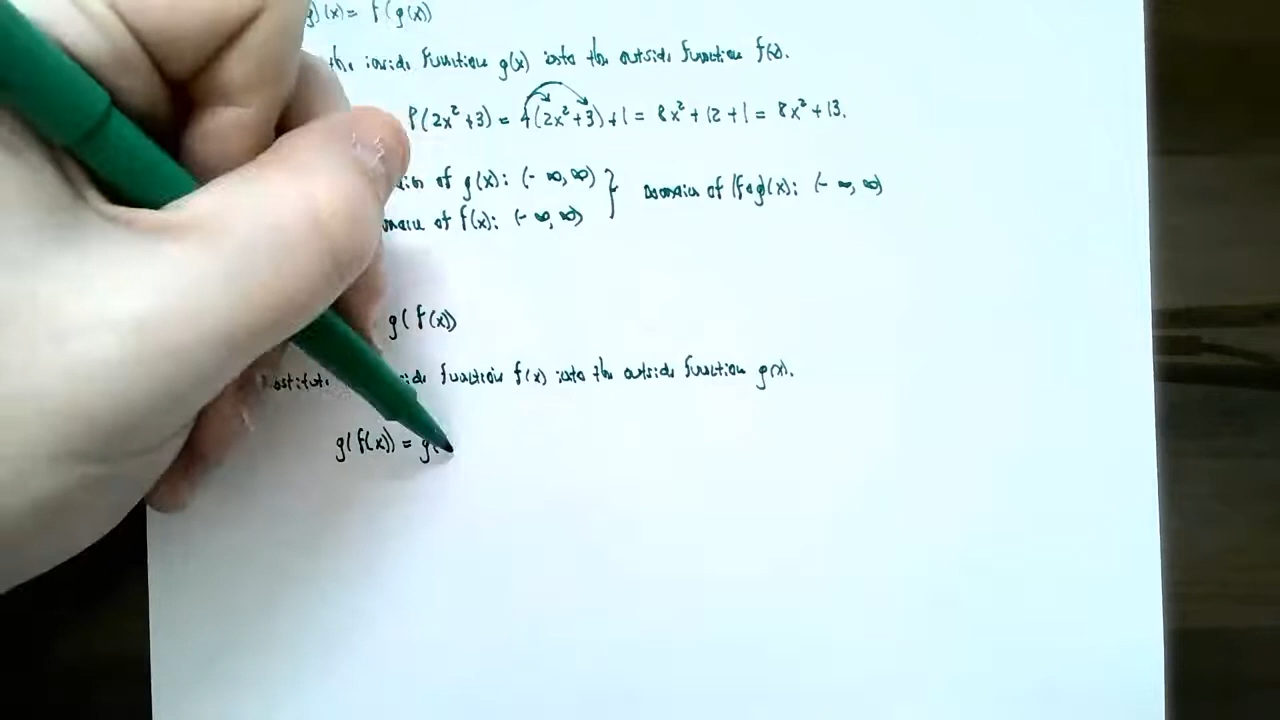 g)(x) = f(g(x))
the inside function g(x) into the outside function f(x).
f(2x² + 3) = 4(2x² + 3) + 1 = 8x² + 12 + 1 = 8x² + 13.
of g(x): (-∞, ∞) } Domain of (f∘g)(x): (-∞, ∞)
of f(x): (-∞, ∞)
g(f(x))
function f(x) into the outside function g(x).
g(f(x)) = g(